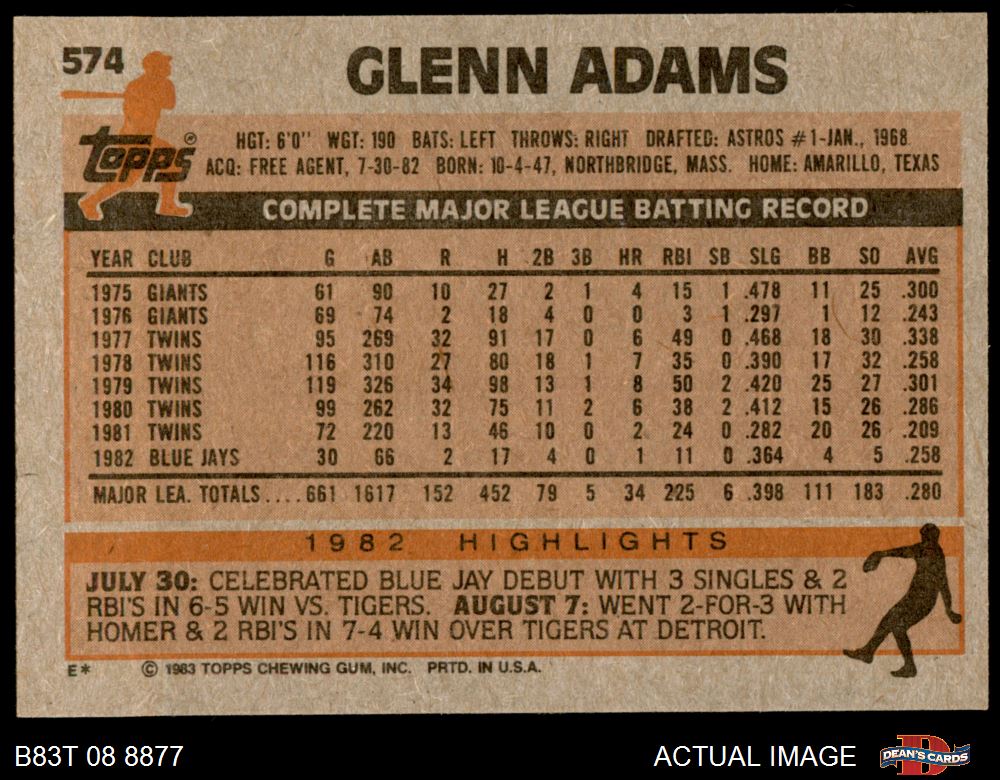 574
GLENN ADAMS
topps®
HGT: 6'0" WGT: 190 BATS: LEFT THROWS: RIGHT DRAFTED: ASTROS #1-JAN., 1968
ACQ: FREE AGENT, 7-30-82 BORN: 10-4-47, NORTHBRIDGE, MASS. HOME: AMARILLO, TEXAS
COMPLETE MAJOR LEAGUE BATTING RECORD
YEAR CLUB G AB R H 2B 3B HR RBI SB SLG BB SO AVG
1975 GIANTS 61 90 10 27 2 1 4 15 1 .478 11 25 .300
1976 GIANTS 69 74 2 18 4 0 0 3 1 .297 1 12 .243
1977 TWINS 95 269 32 91 17 0 6 49 0 .468 18 30 .338
1978 TWINS 116 310 27 80 18 1 7 35 0 .390 17 32 .258
1979 TWINS 119 326 34 98 13 1 8 50 2 .420 25 27 .301
1980 TWINS 99 262 32 75 11 2 6 38 2 .412 15 26 .286
1981 TWINS 72 220 13 46 10 0 2 24 0 .282 20 26 .209
1982 BLUE JAYS 30 66 2 17 4 0 1 11 0 .364 4 5 .258
MAJOR LEA. TOTALS.... 661 1617 152 452 79 5 34 225 6 .398 111 183 .280
1982 HIGHLIGHTS
JULY 30: CELEBRATED BLUE JAY DEBUT WITH 3 SINGLES & 2
RBI'S IN 6-5 WIN VS. TIGERS. AUGUST 7: WENT 2-FOR-3 WITH
HOMER & 2 RBI'S IN 7-4 WIN OVER TIGERS AT DETROIT.
E* © 1983 TOPPS CHEWING GUM, INC. PRTD. IN U.S.A.
B83T 08 8877 ACTUAL IMAGE DEAN'S CARDS